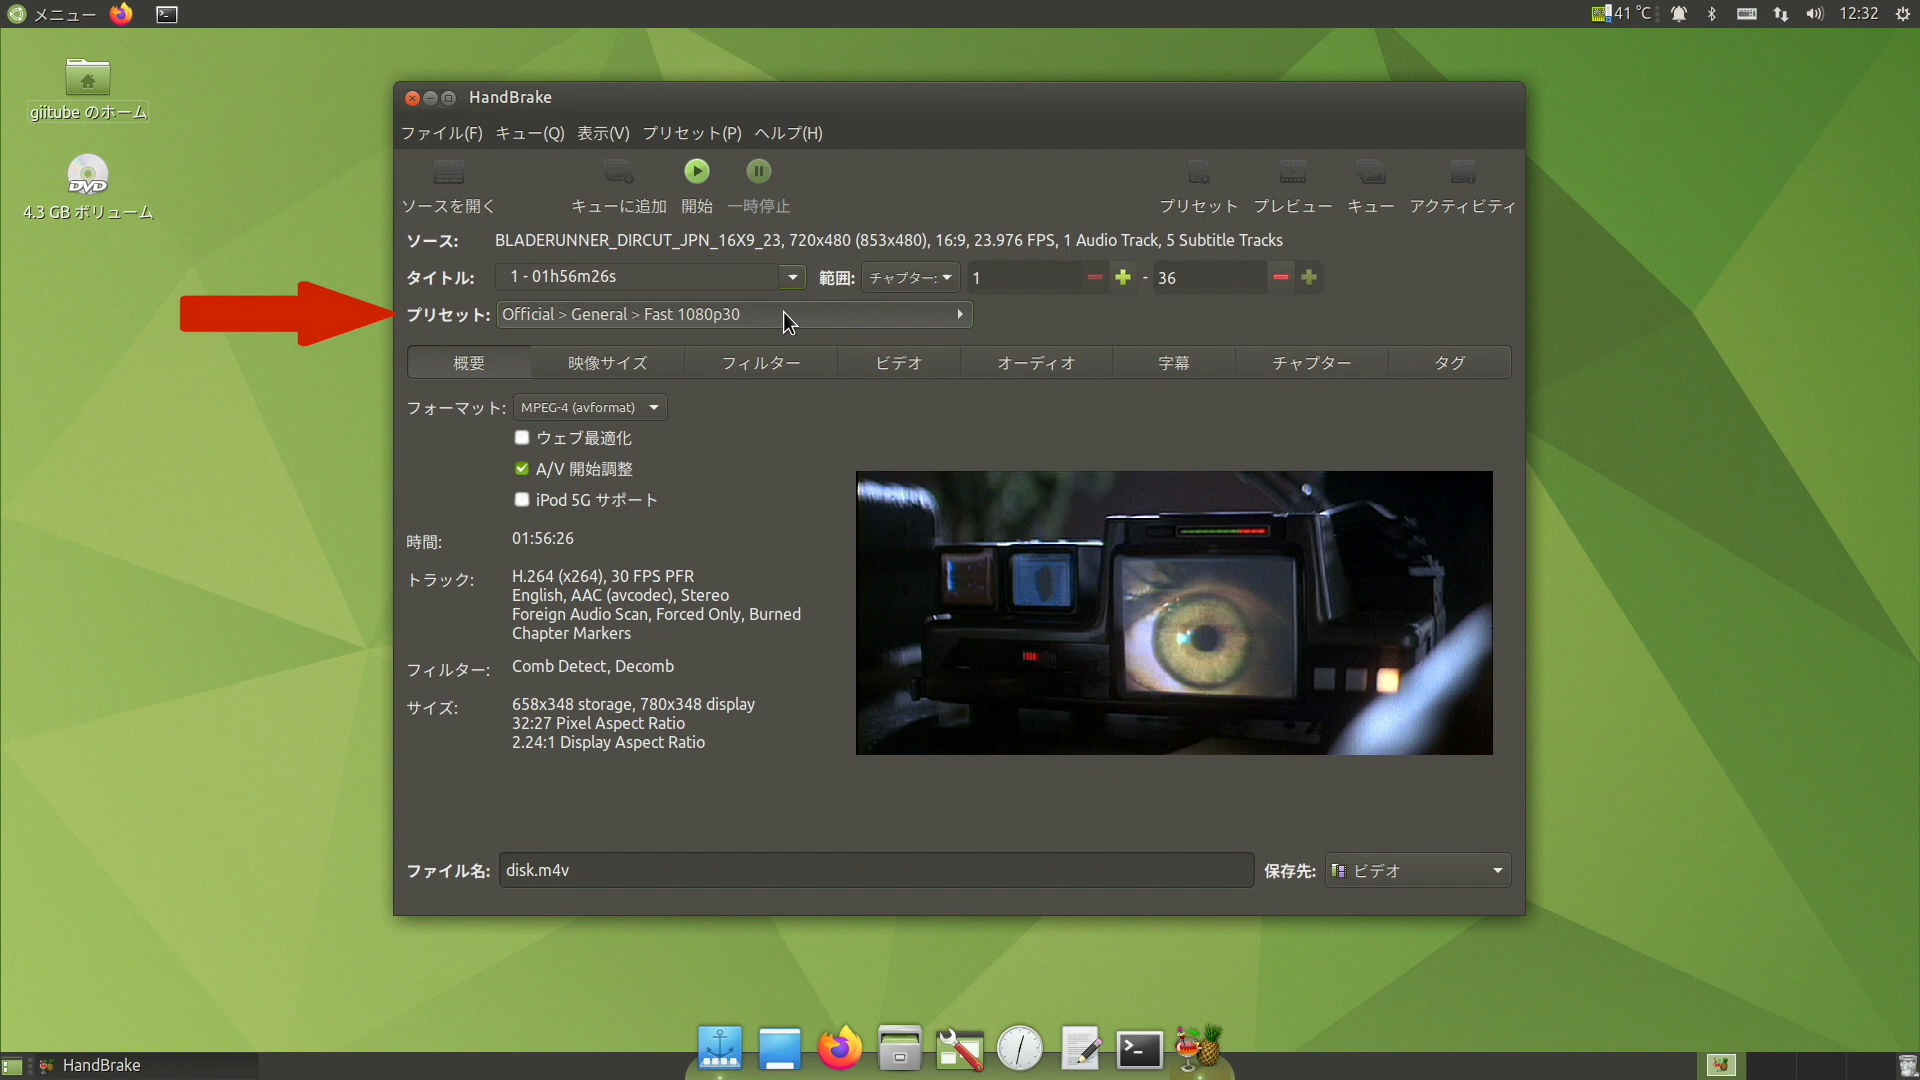 メニュー
41 °C
12:32
giitube のホーム
DVD
4.3 GB ボリューム
HandBrake
ファイル(F) キュー(Q) 表示(V) プリセット(P) ヘルプ(H)
ソースを開く キューに追加 開始 一時停止 プリセット プレビュー キュー アクティビティ
ソース: BLADERUNNER_DIRCUT_JPN_16X9_23, 720x480 (853x480), 16:9, 23.976 FPS, 1 Audio Track, 5 Subtitle Tracks
タイトル: 1 - 01h56m26s 範囲: チャプター: 1 - 36
プリセット: Official > General > Fast 1080p30
概要 映像サイズ フィルター ビデオ オーディオ 字幕 チャプター タグ
フォーマット: MPEG-4 (avformat)
ウェブ最適化
A/V 開始調整
iPod 5G サポート
時間: 01:56:26
トラック: H.264 (x264), 30 FPS PFR
English, AAC (avcodec), Stereo
Foreign Audio Scan, Forced Only, Burned
Chapter Markers
フィルター: Comb Detect, Decomb
サイズ: 658x348 storage, 780x348 display
32:27 Pixel Aspect Ratio
2.24:1 Display Aspect Ratio
ファイル名: disk.m4v 保存先: ビデオ
HandBrake